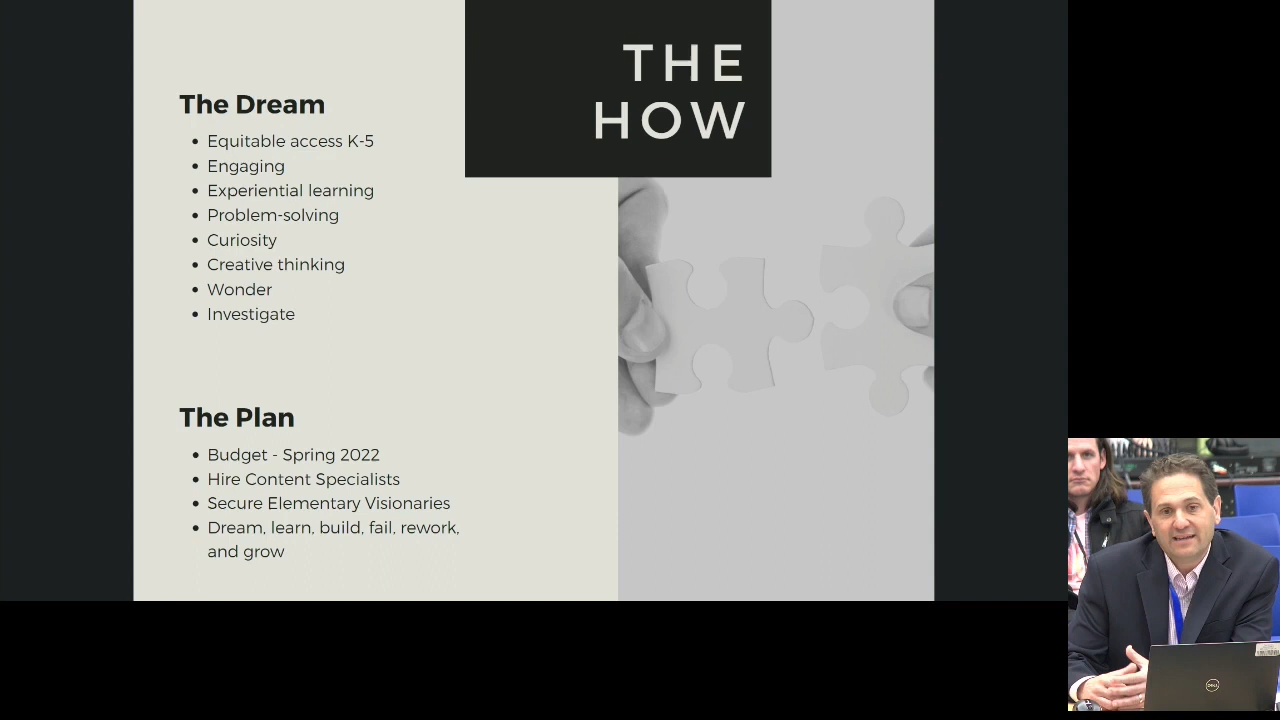 THE
HOW
The Dream
Equitable access K-5
Engaging
Experiential learning
Problem-solving
Curiosity
Creative thinking
Wonder
Investigate
The Plan
Budget - Spring 2022
Hire Content Specialists
Secure Elementary Visionaries
Dream, learn, build, fail, rework,
and grow
DELL